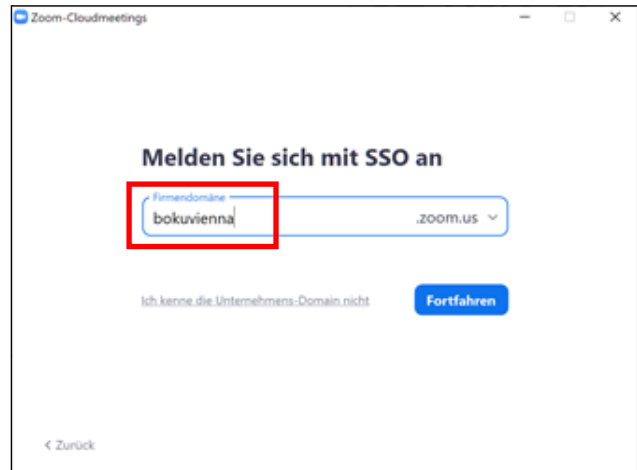 Zoom-Cloudmeetings
Melden Sie sich mit SSO an
Firmendomäne
bokuvienna .zoom.us
Ich kenne die Unternehmens-Domain nicht Fortfahren
Zurück